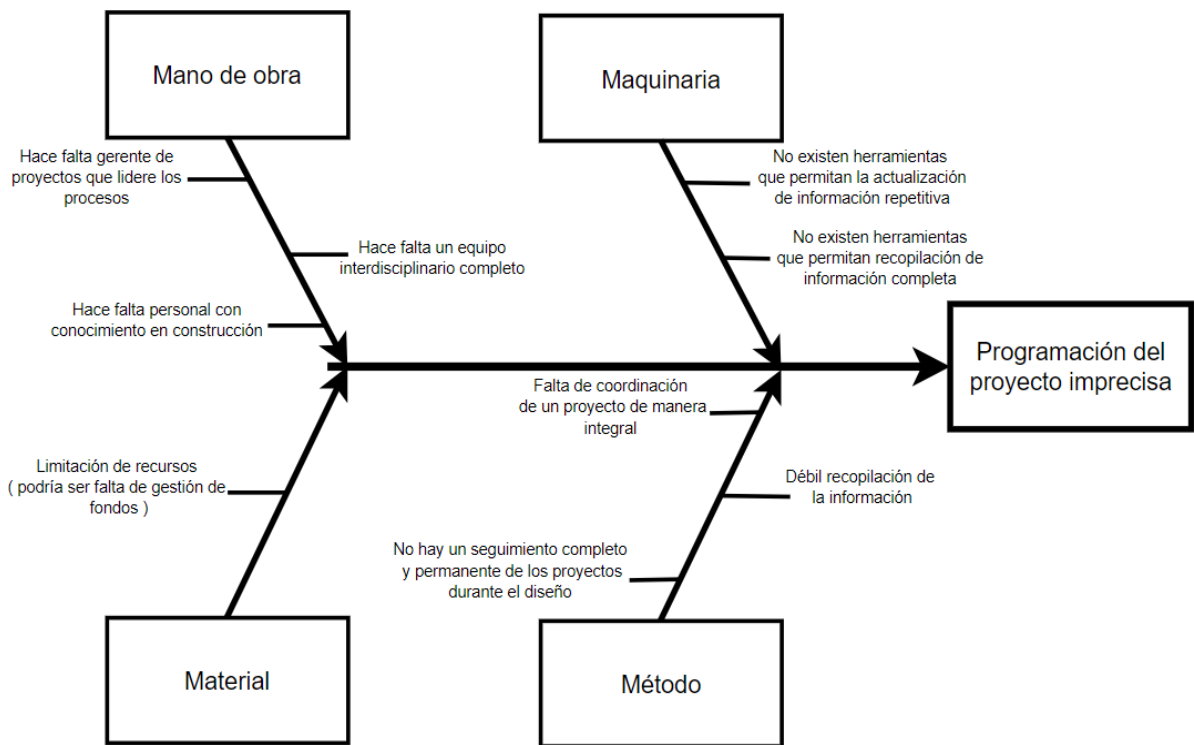 Mano de obra
Maquinaria
Hace falta gerente de
proyectos que lidere los
procesos
No existen herramientas
que permitan la actualización
de información repetitiva
Hace falta un equipo
interdisciplinario completo
No existen herramientas
que permitan recopilación de
información completa
Hace falta personal con
conocimiento en construcción
Programación del
proyecto imprecisa
Falta de coordinación
de un proyecto de manera
integral
Limitación de recursos
( podría ser falta de gestión de
fondos )
Débil recopilación de
la información
No hay un seguimiento completo
y permanente de los proyectos
durante el diseño
Material
Método